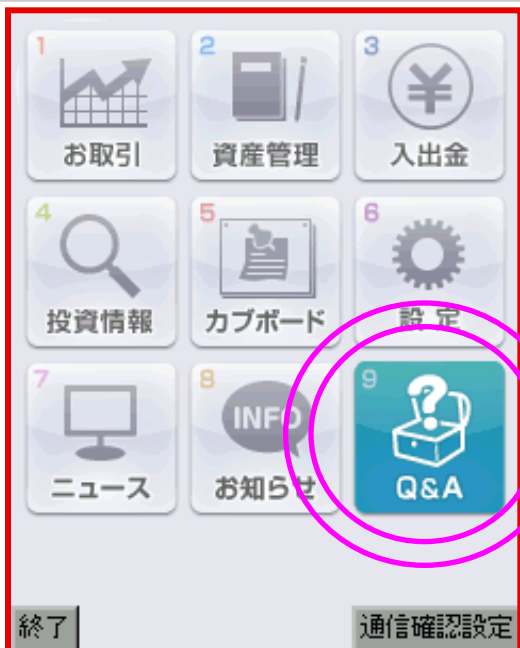 1
お取引
2
資産管理
3
入出金
4
投資情報
5
カブボード
6
設定
7
ニュース
8
INFO
お知らせ
9
Q&A
終了
通信確認設定